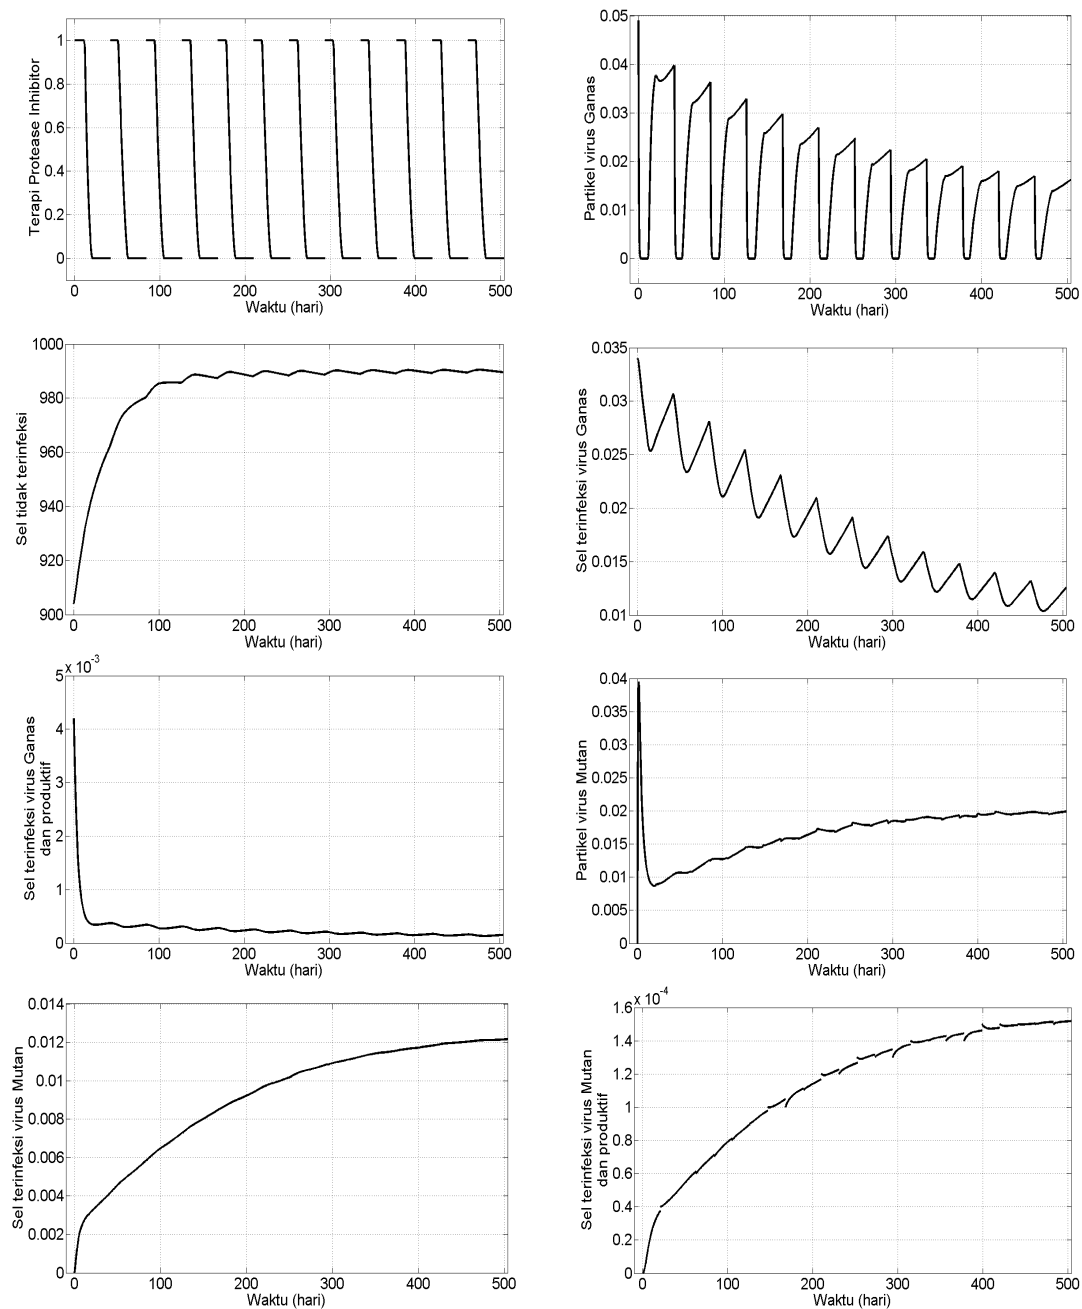 Terapi Protease Inhibitor
1
0.8
0.6
0.4
0.2
0
0 100 200 300 400 500
Waktu (hari)
Partikel virus Ganas
0.05
0.04
0.03
0.02
0.01
0
0 100 200 300 400 500
Waktu (hari)
Sel tidak terinfeksi
1000
980
960
940
920
900
0 100 200 300 400 500
Waktu (hari)
Sel terinfeksi virus Ganas
0.035
0.03
0.025
0.02
0.015
0.01
0 100 200 300 400 500
Waktu (hari)
Sel terinfeksi virus Ganas
dan produktif
x 10⁻³
5
4
3
2
1
0
0 100 200 300 400 500
Waktu (hari)
Partikel virus Mutan
0.04
0.035
0.03
0.025
0.02
0.015
0.01
0.005
0
0 100 200 300 400 500
Waktu (hari)
Sel terinfeksi virus Mutan
0.014
0.012
0.01
0.008
0.006
0.004
0.002
0
0 100 200 300 400 500
Waktu (hari)
Sel terinfeksi virus Mutan
dan produktif
x 10⁻⁴
1.6
1.4
1.2
1
0.8
0.6
0.4
0.2
0
0 100 200 300 400 500
Waktu (hari)